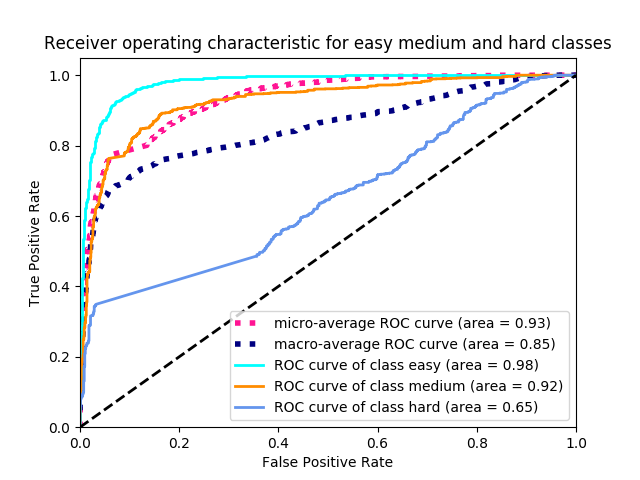 Receiver operating characteristic for easy medium and hard classes
1.0
0.8
0.6
0.4
0.2
0.0
True Positive Rate
micro-average ROC curve (area = 0.93)
macro-average ROC curve (area = 0.85)
ROC curve of class easy (area = 0.98)
ROC curve of class medium (area = 0.92)
ROC curve of class hard (area = 0.65)
0.0 0.2 0.4 0.6 0.8 1.0
False Positive Rate